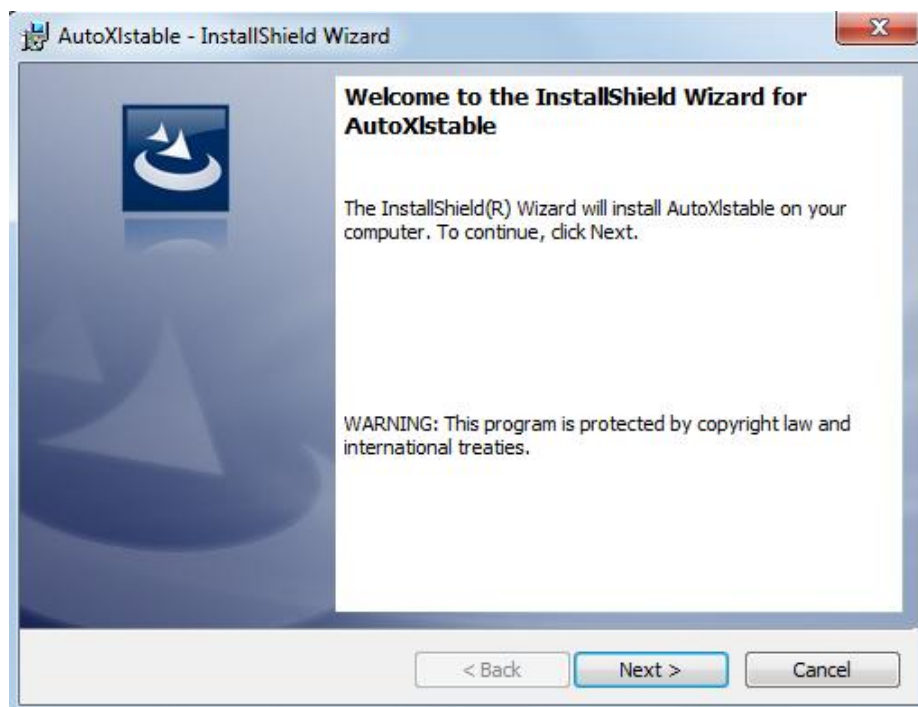 AutoXlstable - InstallShield Wizard
X
Welcome to the InstallShield Wizard for
AutoXlstable
The InstallShield(R) Wizard will install AutoXlstable on your
computer. To continue, click Next.
WARNING: This program is protected by copyright law and
international treaties.
< Back
Next >
Cancel